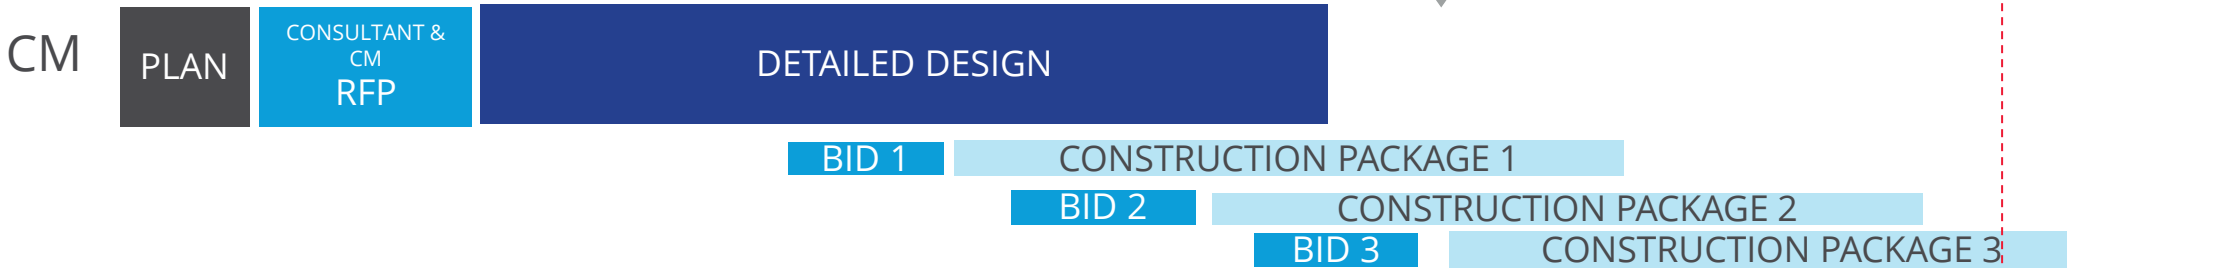 CM
PLAN
CONSULTANT &
CM
RFP
DETAILED DESIGN
BID 1
CONSTRUCTION PACKAGE 1
BID 2
CONSTRUCTION PACKAGE 2
BID 3
CONSTRUCTION PACKAGE 3